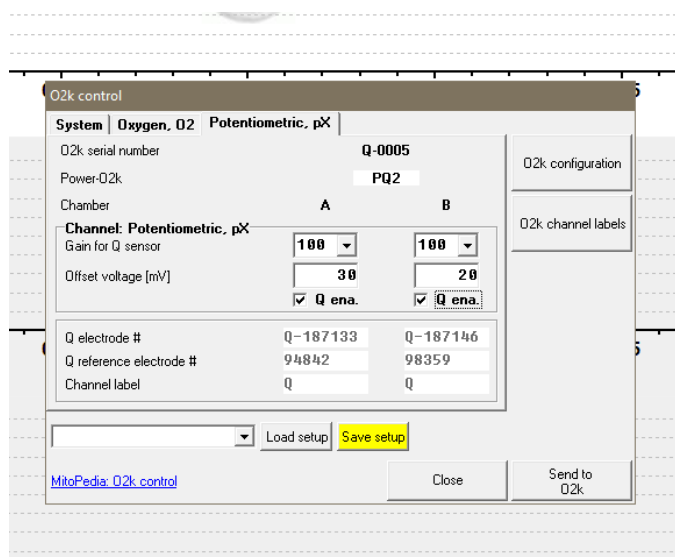 O2k control
System Oxygen, O2 Potentiometric, pX
O2k serial number Q-0005
O2k configuration
Power-O2k PQ2
Chamber A B
O2k channel labels
Channel: Potentiometric, pX
Gain for Q sensor 100 100
Offset voltage [mV] 30 20
Q ena. Q ena.
Q electrode # Q-187133 Q-187146
Q reference electrode # 94842 98359
Channel label Q Q
Load setup Save setup
MitoPedia: O2k control Close Send to
O2k